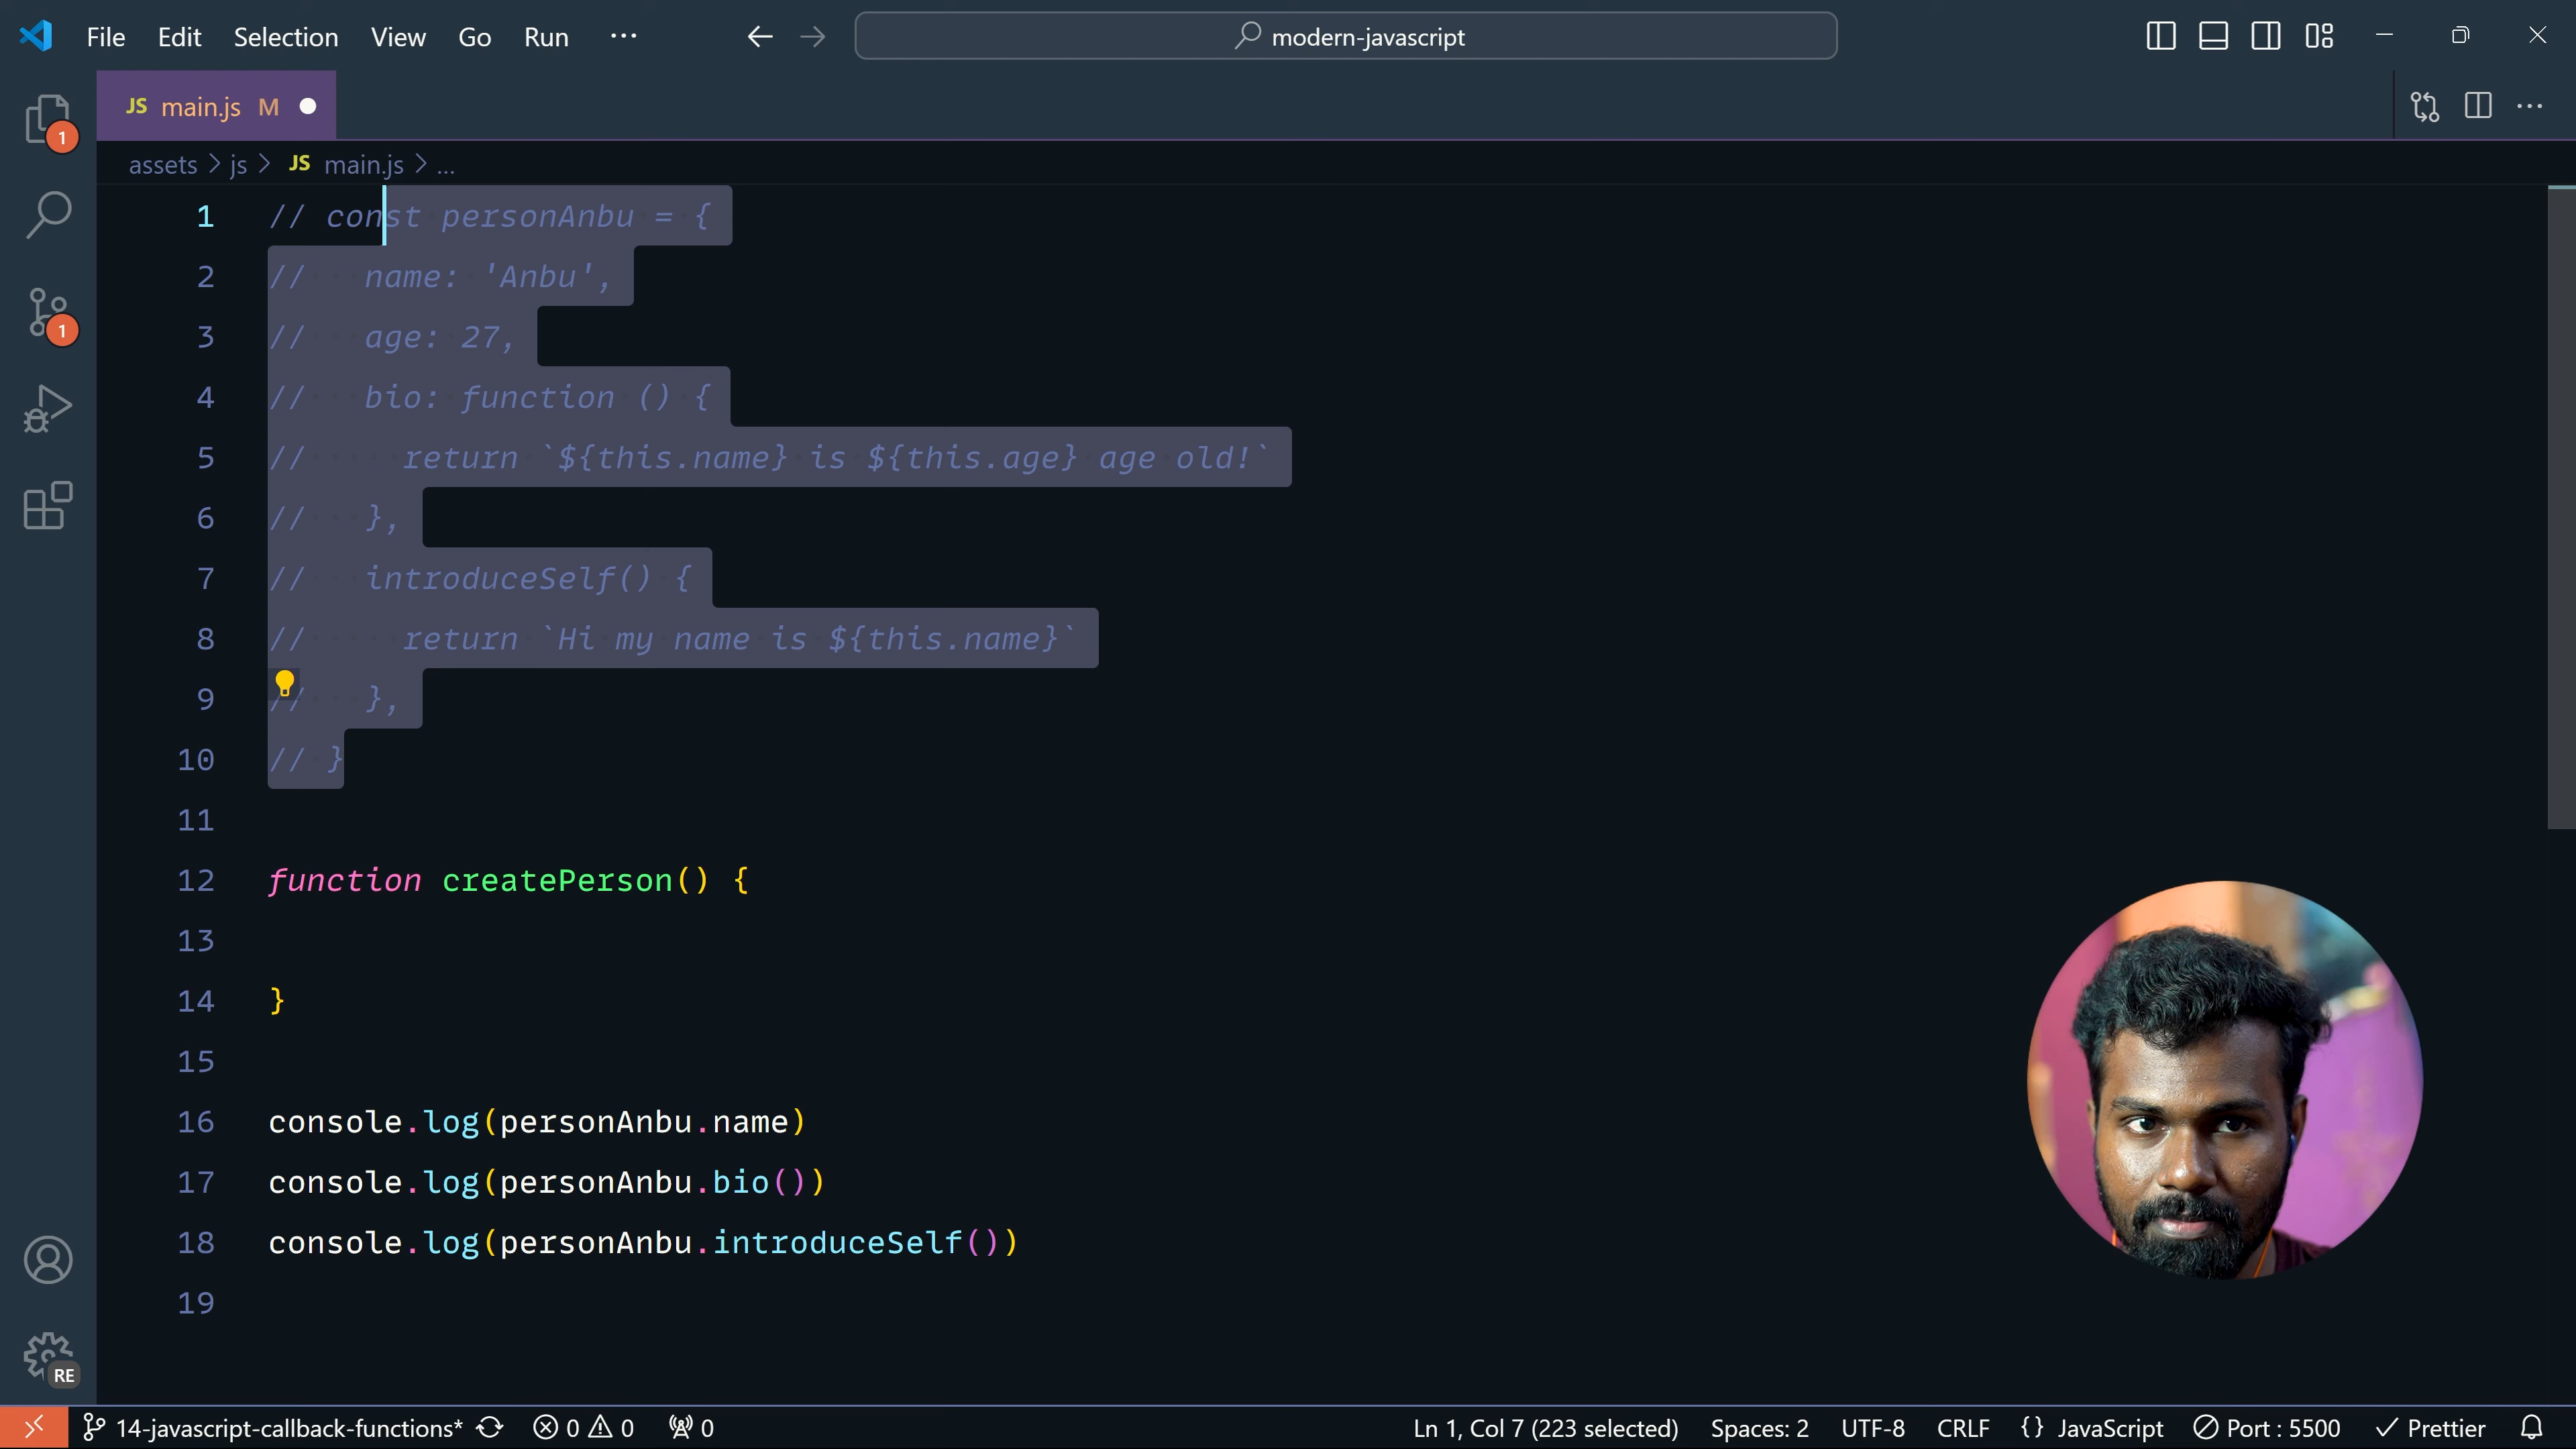 File Edit Selection View Go Run ··· modern-javascript
JS main.js M
1
assets > js > JS main.js > ...
1 // const personAnbu = {
2 //   name: 'Anbu',
3 //   age: 27,
4 //   bio: function () {
5 //     return `${this.name} is ${this.age} age old!`
6 //   },
7 //   introduceSelf() {
8 //     return `Hi my name is ${this.name}`
9 //   },
10 // }
11
12 function createPerson() {
13
14 }
15
16 console.log(personAnbu.name)
17 console.log(personAnbu.bio())
18 console.log(personAnbu.introduceSelf())
19
1
RE
14-javascript-callback-functions* 0 0 0 Ln 1, Col 7 (223 selected) Spaces: 2 UTF-8 CRLF {} JavaScript Port : 5500 Prettier